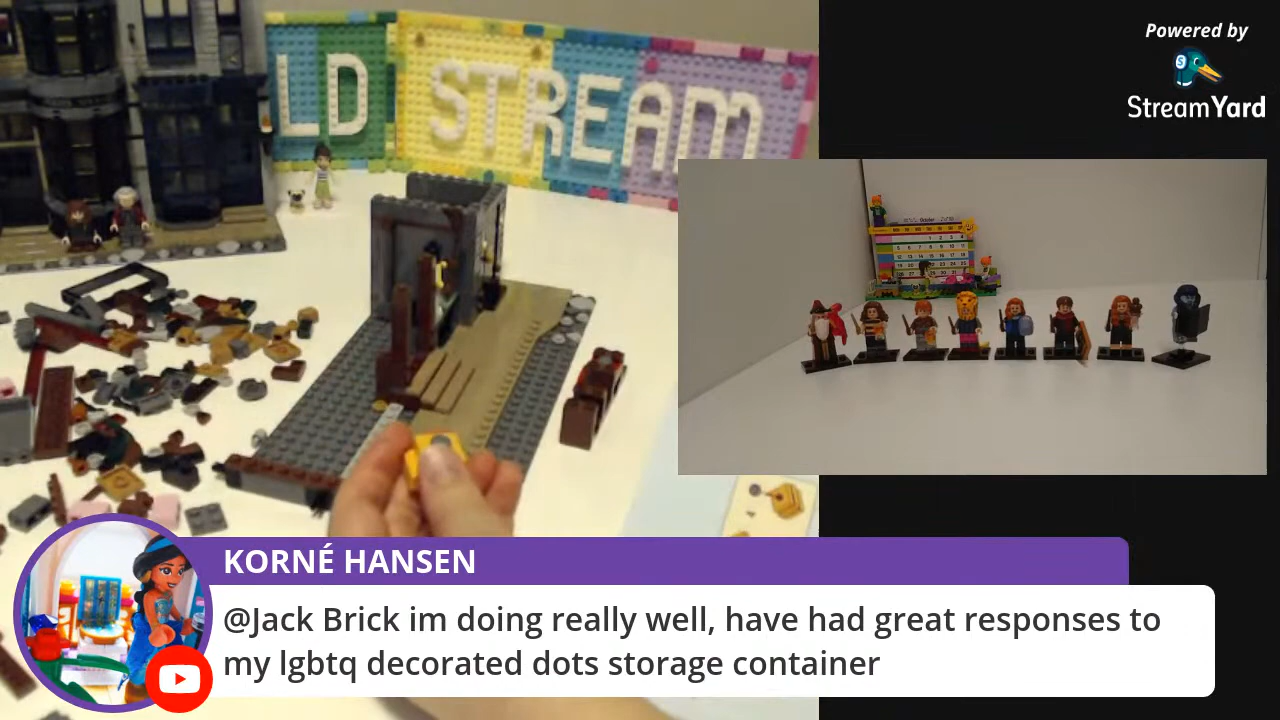 LD STREAM
Powered by
StreamYard
KORNÉ HANSEN
@Jack Brick im doing really well, have had great responses to
my lgbtq decorated dots storage container